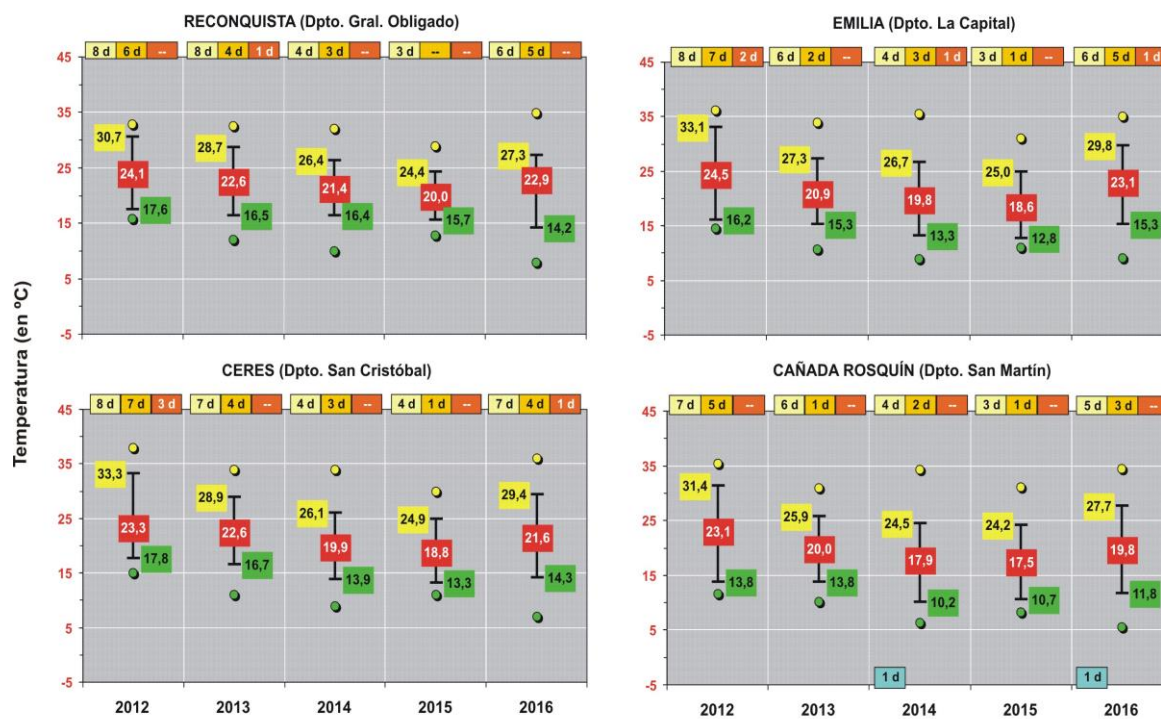 RECONQUISTA (Dpto. Gral. Obligado)
8 d 6 d -- 8 d 4 d 1 d 4 d 3 d -- 3 d -- -- 6 d 5 d --
45
35
25
15
5
-5
30,7 28,7 26,4 24,4 27,3
24,1 22,6 21,4 20,0 22,9
17,6 16,5 16,4 15,7 14,2
EMILIA (Dpto. La Capital)
8 d 7 d 2 d 6 d 2 d -- 4 d 3 d 1 d 3 d 1 d -- 6 d 5 d 1 d
45
35
25
15
5
-5
33,1 27,3 26,7 25,0 29,8
24,5 20,9 19,8 18,6 23,1
16,2 15,3 13,3 12,8 15,3
Temperatura (en ºC)
CERES (Dpto. San Cristóbal)
8 d 7 d 3 d 7 d 4 d -- 4 d 3 d -- 4 d 1 d -- 7 d 4 d 1 d
45
35
25
15
5
-5
33,3 28,9 26,1 24,9 29,4
23,3 22,6 19,9 18,8 21,6
17,8 16,7 13,9 13,3 14,3
2012 2013 2014 2015 2016
CAÑADA ROSQUÍN (Dpto. San Martín)
7 d 5 d -- 6 d 1 d -- 4 d 2 d -- 3 d 1 d -- 5 d 3 d --
45
35
25
15
5
-5
31,4 25,9 24,5 24,2 27,7
23,1 20,0 17,9 17,5 19,8
13,8 13,8 10,2 10,7 11,8
1 d 1 d
2012 2013 2014 2015 2016